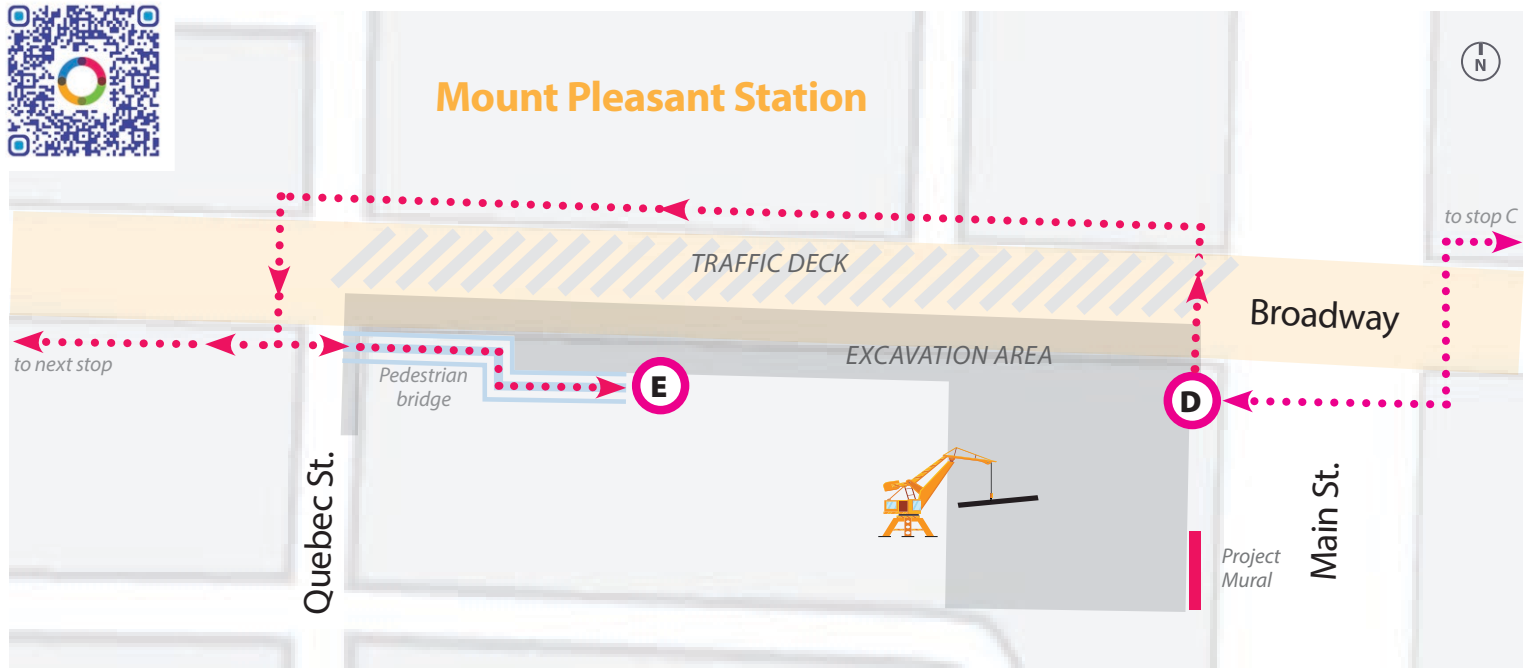 Mount Pleasant Station
N
to stop C
TRAFFIC DECK
Broadway
EXCAVATION AREA
to next stop
Pedestrian
bridge
E
D
Quebec St.
Main St.
Project
Mural